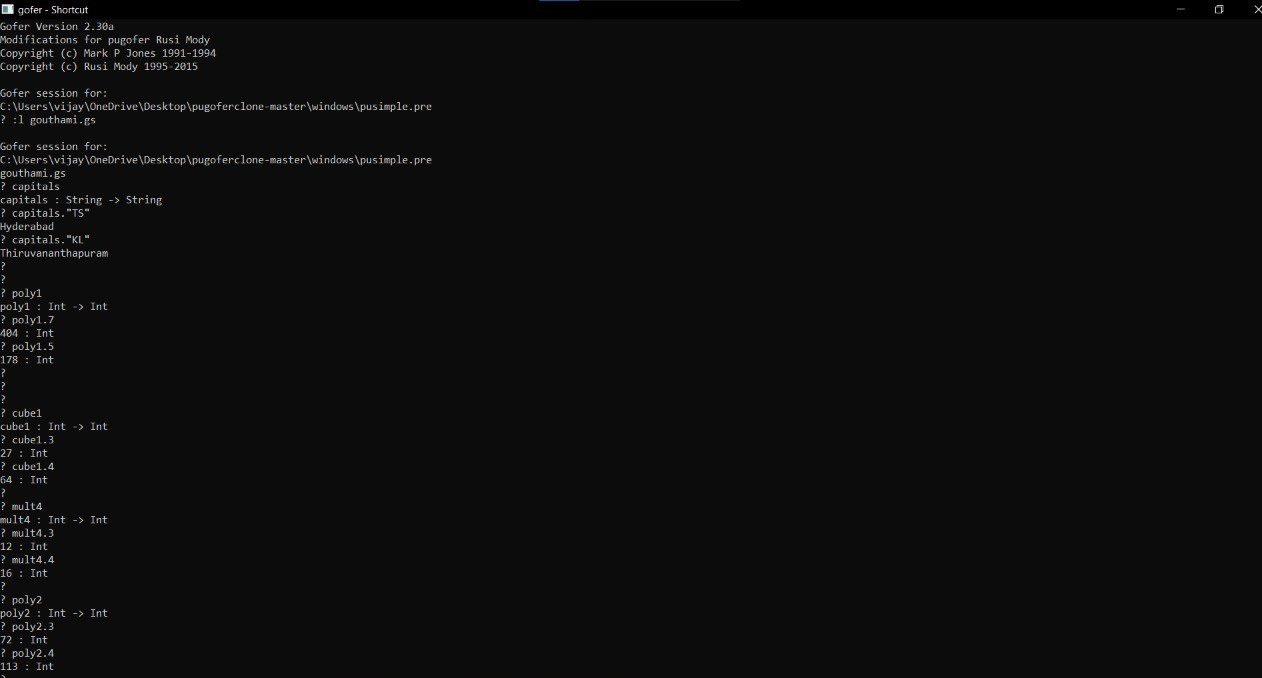 gofer - Shortcut
Gofer Version 2.30a
Modifications for pugofer Rusi Mody
Copyright (c) Mark P Jones 1991-1994
Copyright (c) Rusi Mody 1995-2015
Gofer session for:
C:\Users\vijay\OneDrive\Desktop\pugoferclone-master\windows\pusimple.pre
? :l gouthami.gs
Gofer session for:
C:\Users\vijay\OneDrive\Desktop\pugoferclone-master\windows\pusimple.pre
gouthami.gs
? capitals
capitals : String -> String
? capitals."TS"
Hyderabad
? capitals."KL"
Thiruvananthapuram
?
?
? poly1
poly1 : Int -> Int
? poly1.7
404 : Int
? poly1.5
178 : Int
?
?
?
? cube1
cube1 : Int -> Int
? cube1.3
27 : Int
? cube1.4
64 : Int
?
? mult4
mult4 : Int -> Int
? mult4.3
12 : Int
? mult4.4
16 : Int
?
? poly2
poly2 : Int -> Int
? poly2.3
72 : Int
? poly2.4
113 : Int
?